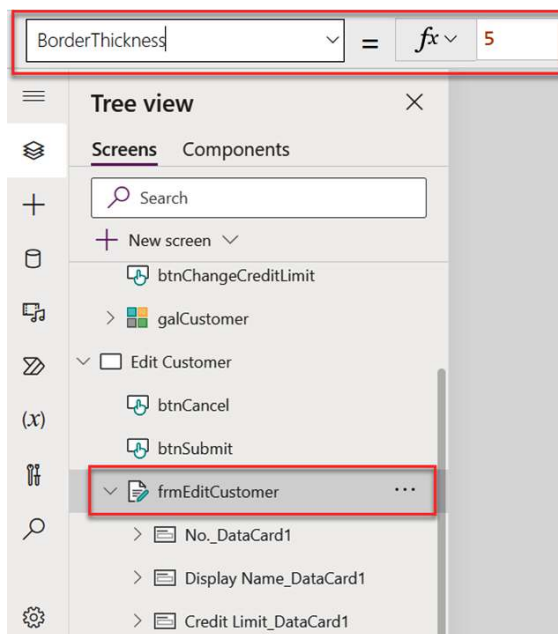 BorderThickness = fx 5
Tree view
Screens Components
Search
New screen
btnChangeCreditLimit
galCustomer
Edit Customer
btnCancel
(x)
btnSubmit
frmEditCustomer ...
No._DataCard1
Display Name_DataCard1
Credit Limit_DataCard1